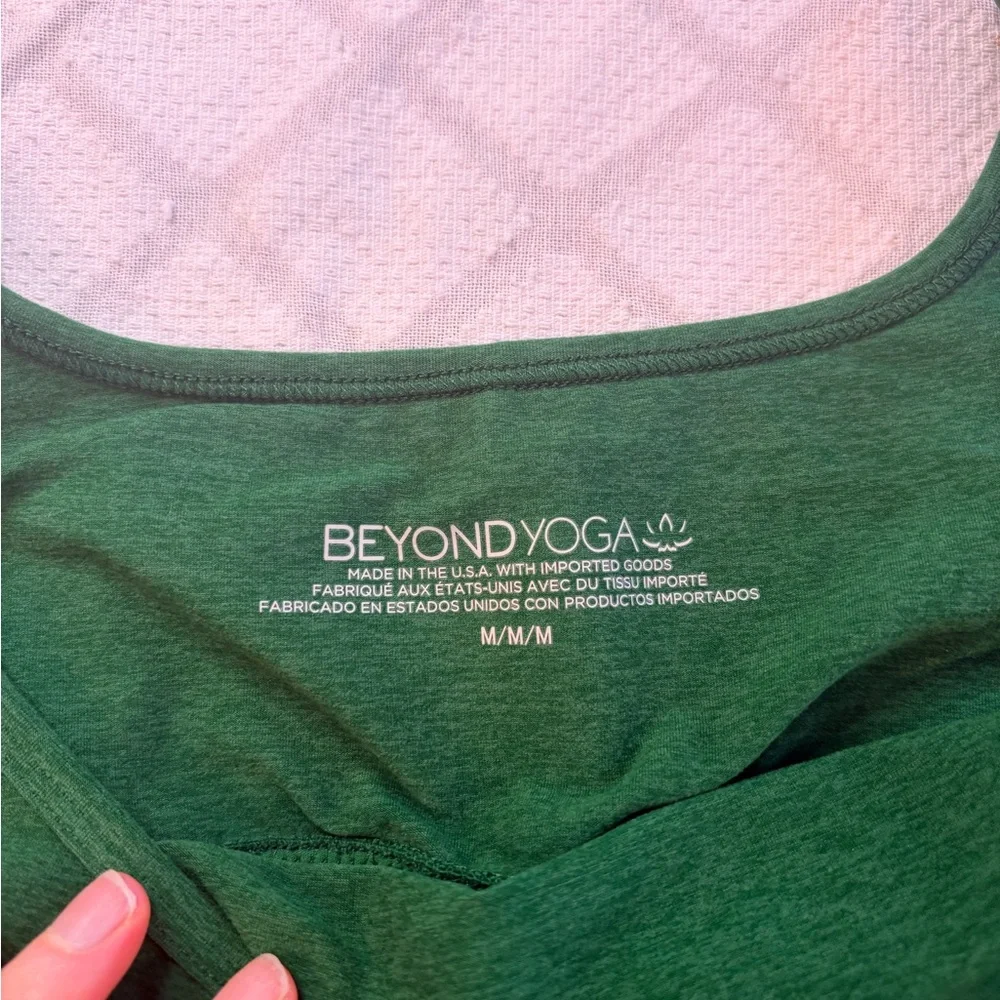 BEYOND YOGA
MADE IN THE U.S.A. WITH IMPORTED GOODS
FABRIQUÉ AUX ÉTATS-UNIS AVEC DU TISSU IMPORTÉ
FABRICADO EN ESTADOS UNIDOS CON PRODUCTOS IMPORTADOS
M/M/M